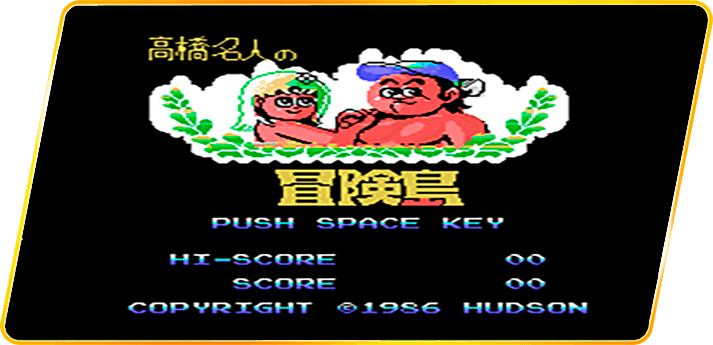 高橋名人の
冒険島
PUSH SPACE KEY
HI-SCORE 00
SCORE 00
COPYRIGHT ©1986 HUDSON